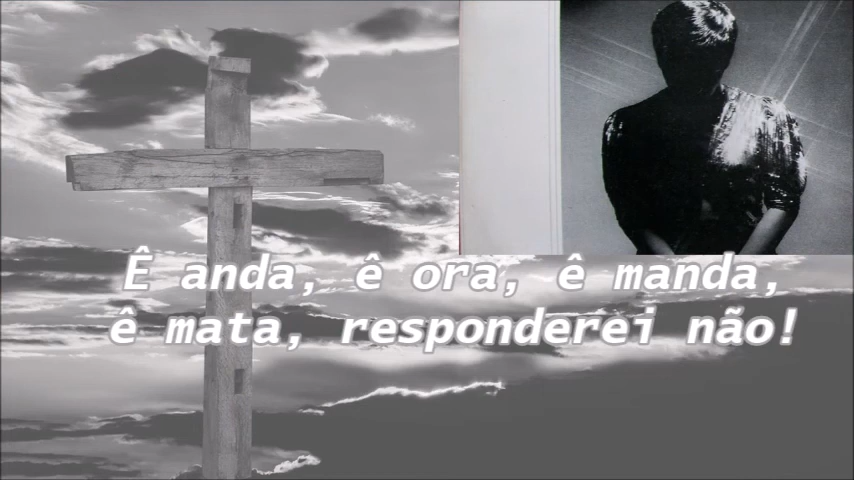 Ê anda, ê ora, ê manda,
ê mata, responderei não!